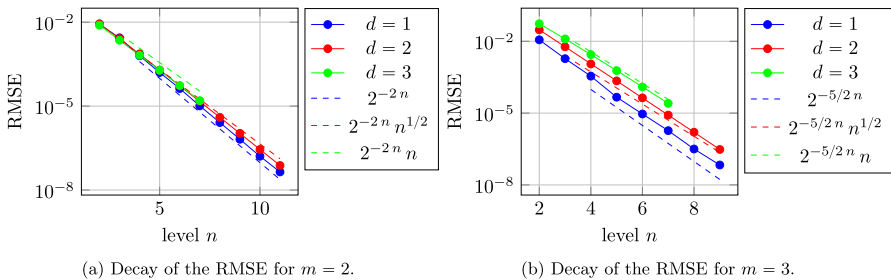 10⁻²
10⁻⁵
10⁻⁸
RMSE
5
10
level n
d = 1
d = 2
d = 3
2⁻² ⁿ
2⁻² ⁿ n¹/²
2⁻² ⁿ n
(a) Decay of the RMSE for m = 2.
10⁻²
10⁻⁵
10⁻⁸
RMSE
2
4
6
8
level n
d = 1
d = 2
d = 3
2⁻⁵/² ⁿ
2⁻⁵/² ⁿ n¹/²
2⁻⁵/² ⁿ n
(b) Decay of the RMSE for m = 3.